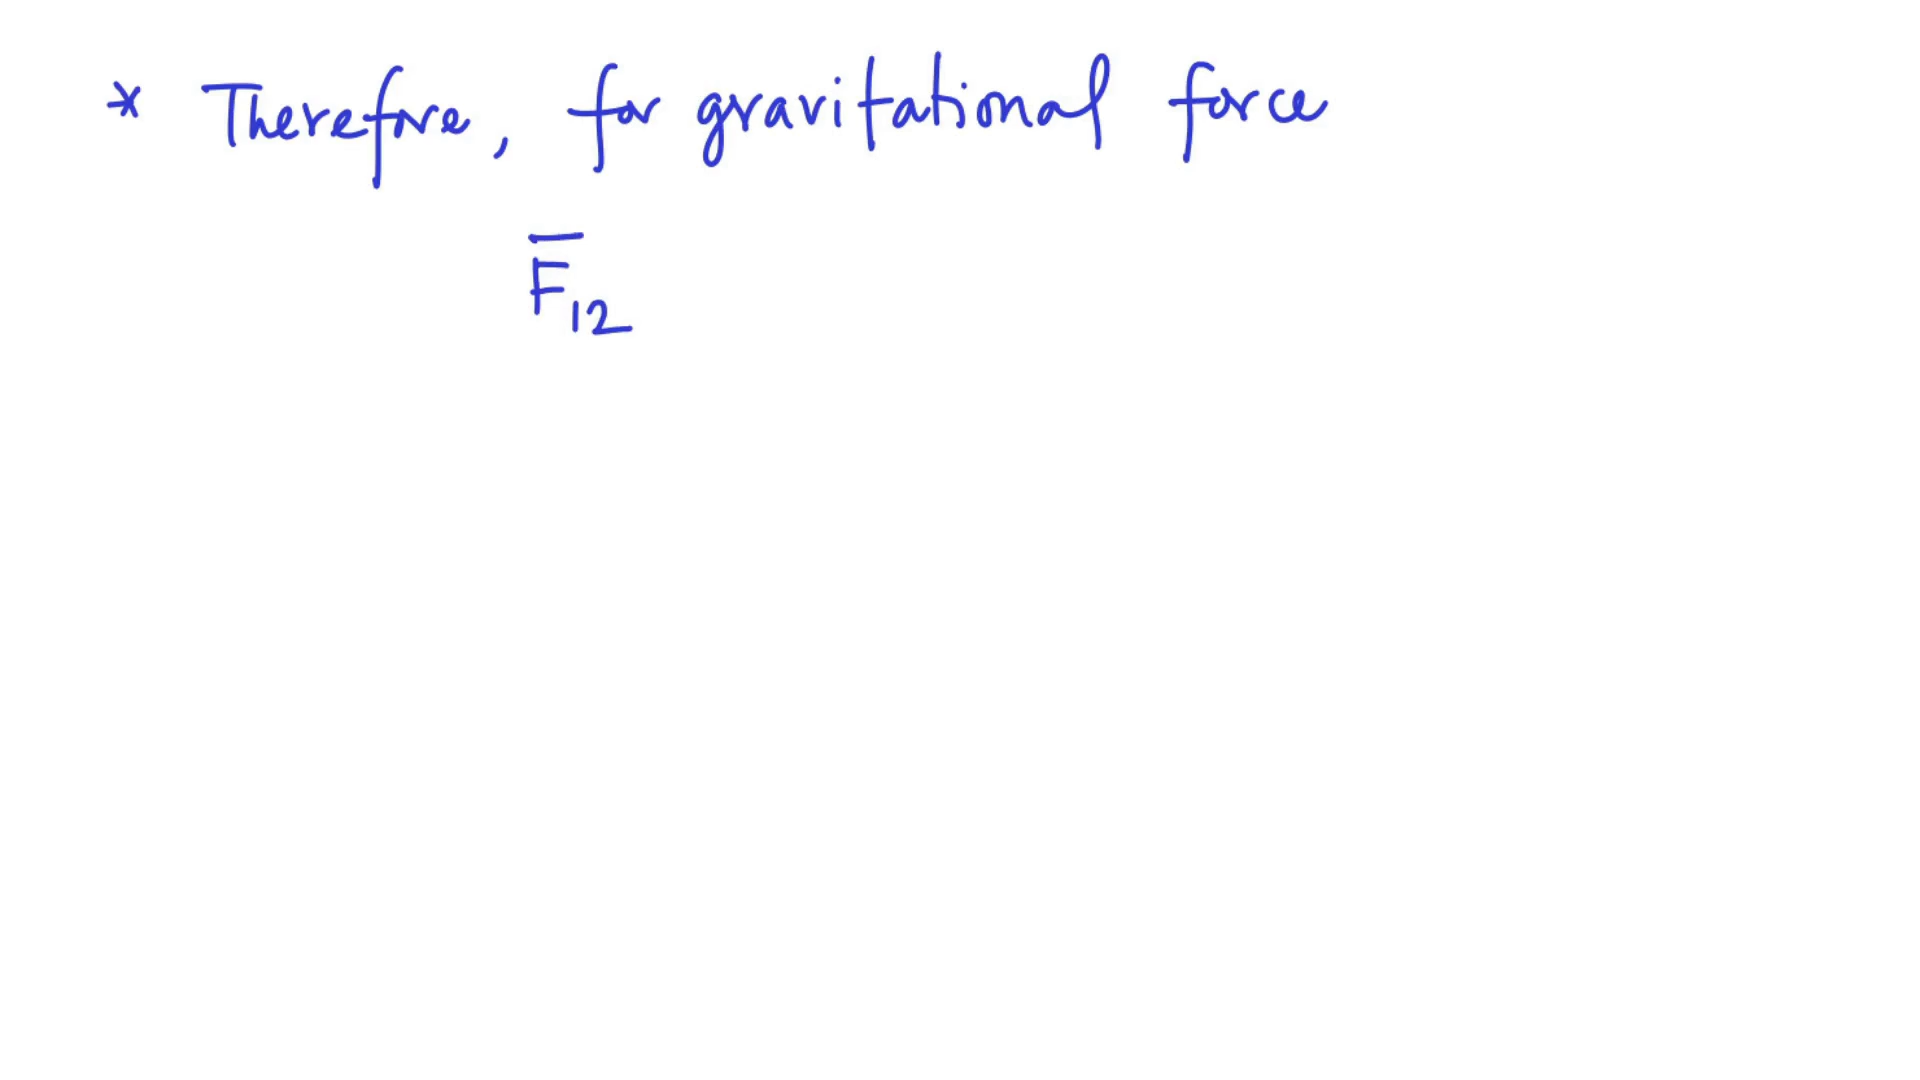 * Therefore, for gravitational force
F̅₁₂